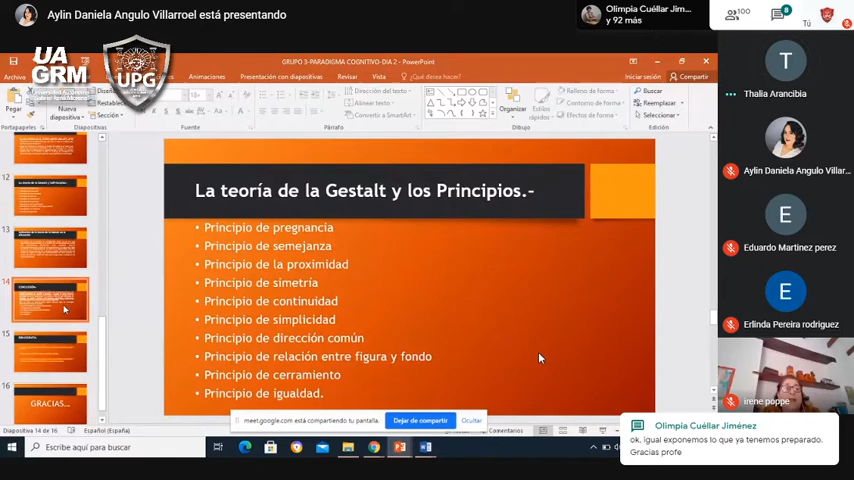 Aylin Daniela Angulo Villarroel está presentando
Olimpia Cuéllar Jim...
y 92 más
100
8
Tú
GRUPO 3-PARADIGMA COGNITIVO-DIA 2 - PowerPoint
UA
GRM
UPG
Archivo
Animaciones
Presentación con diapositivas
Revisar
Vista
¿Qué desea hacer?
Iniciar sesión
Compartir
Pegar
Nueva
diapositiva
Restablecer
Sección
Dirección del texto
Alinear texto
Convertir a SmartArt
Organizar
Estilos
rápidos
Relleno de forma
Contorno de forma
Efectos de forma
Buscar
Reemplazar
Seleccionar
Portapapeles
Diapositivas
Fuente
Párrafo
Dibujo
Edición
12
13
14
CONCLUSIÓN.-
15
16
GRACIAS...
La teoría de la Gestalt y los Principios.-
• Principio de pregnancia
• Principio de semejanza
• Principio de la proximidad
• Principio de simetría
• Principio de continuidad
• Principio de simplicidad
• Principio de dirección común
• Principio de relación entre figura y fondo
• Principio de cerramiento
• Principio de igualdad.
meet.google.com está compartiendo tu pantalla.
Dejar de compartir
Ocultar
Diapositiva 14 de 16
Español (España)
Comentarios
Escribe aquí para buscar
T
Thalia Arancibia
Aylin Daniela Angulo Villar...
E
Eduardo Martinez perez
E
Erlinda Pereira rodriguez
irene poppe
Olimpia Cuéllar Jiménez
ok, igual exponemos lo que ya tenemos preparado.
Gracias profe